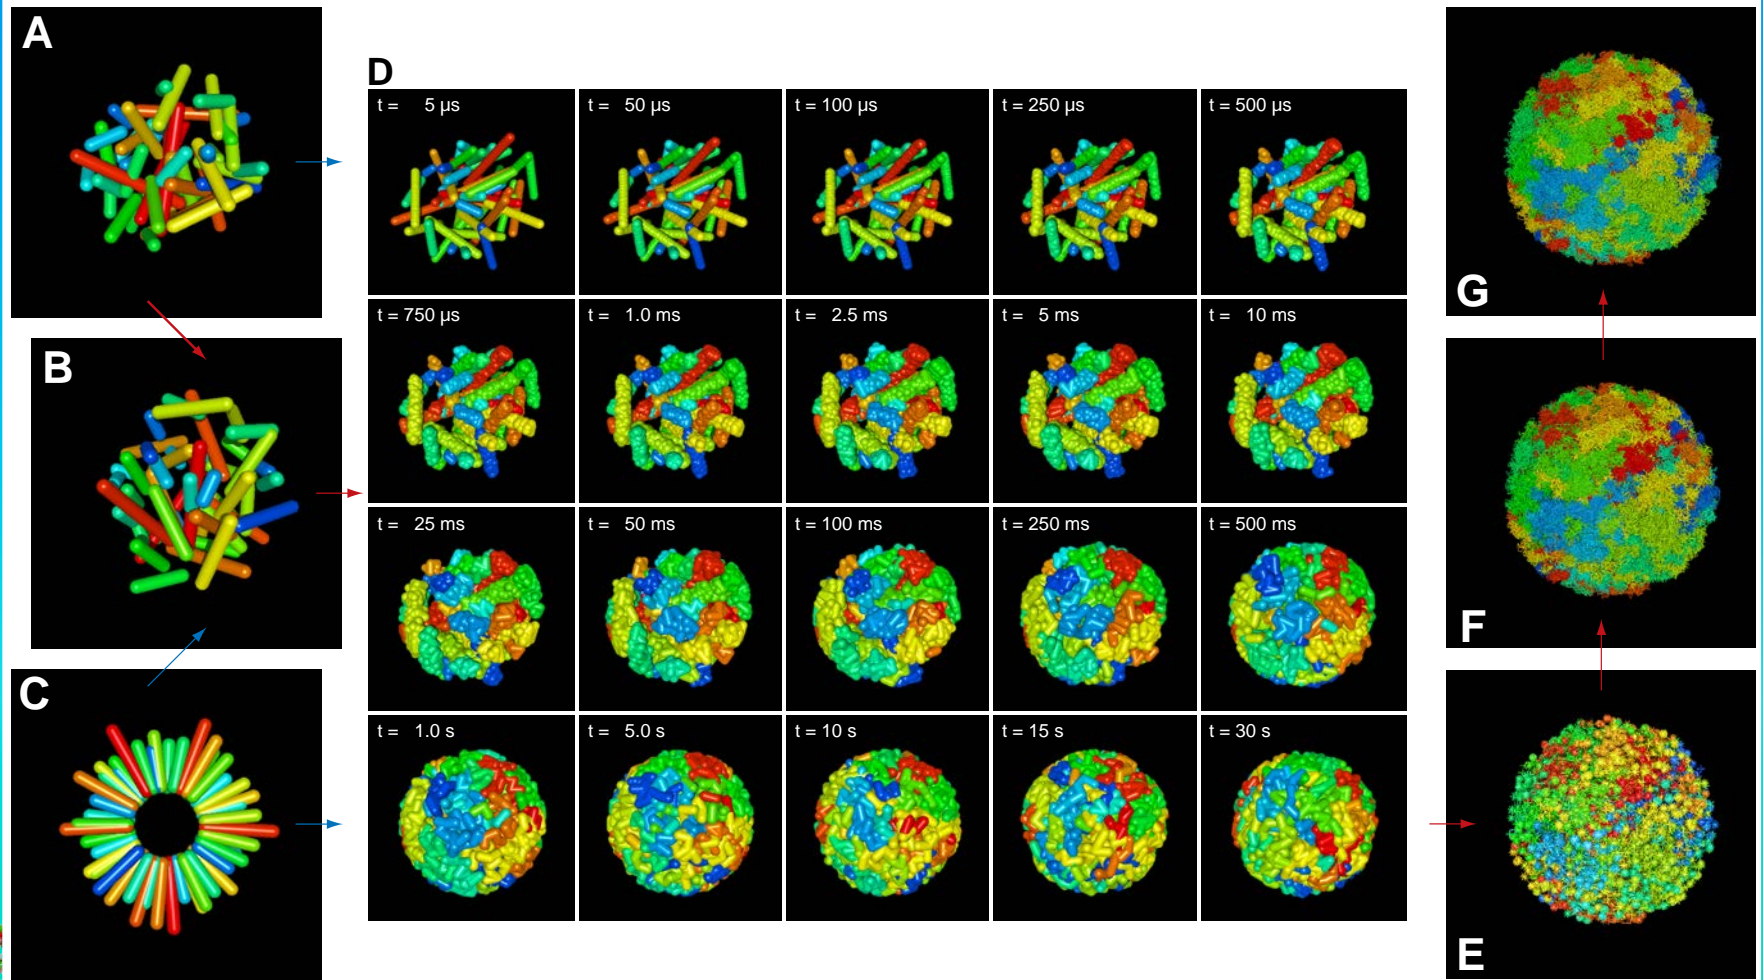 A
B
C
D
t = 5 µs
t = 50 µs
t = 100 µs
t = 250 µs
t = 500 µs
t = 750 µs
t = 1.0 ms
t = 2.5 ms
t = 5 ms
t = 10 ms
t = 25 ms
t = 50 ms
t = 100 ms
t = 250 ms
t = 500 ms
t = 1.0 s
t = 5.0 s
t = 10 s
t = 15 s
t = 30 s
G
F
E